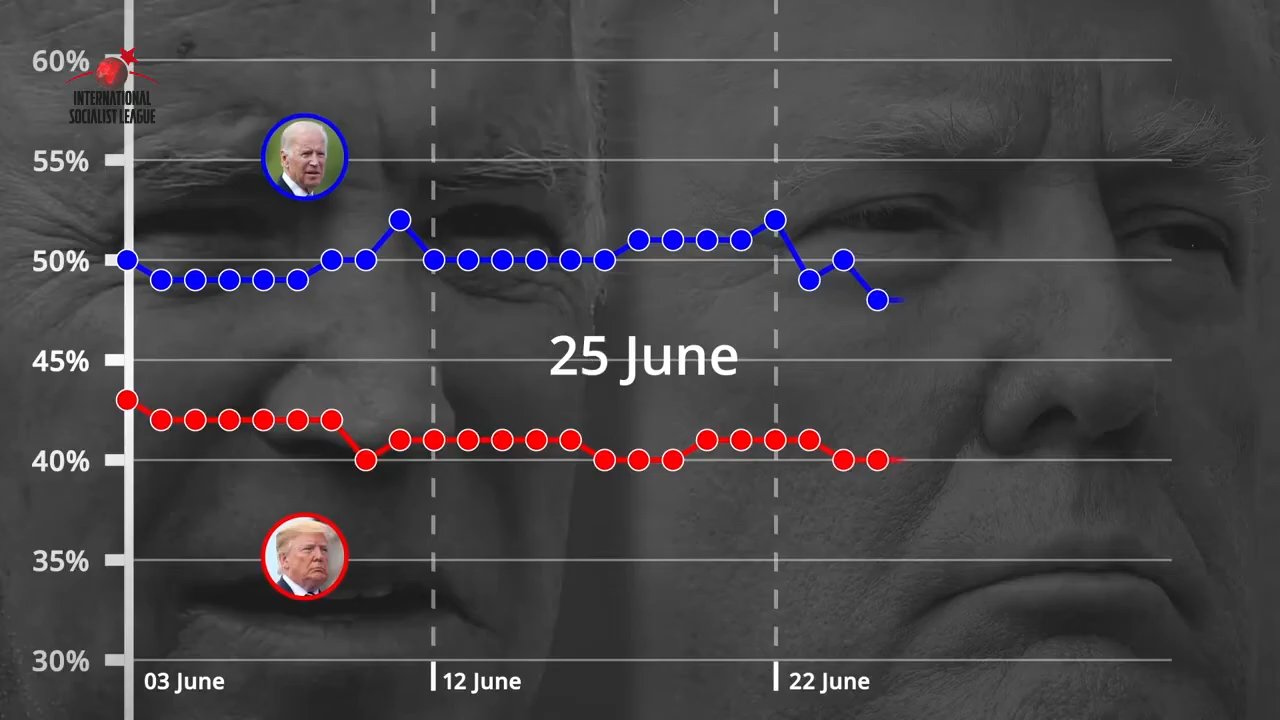 60%
INTERNATIONAL
SOCIALIST LEAGUE
55%
50%
45%
25 June
40%
35%
30%
03 June
12 June
22 June